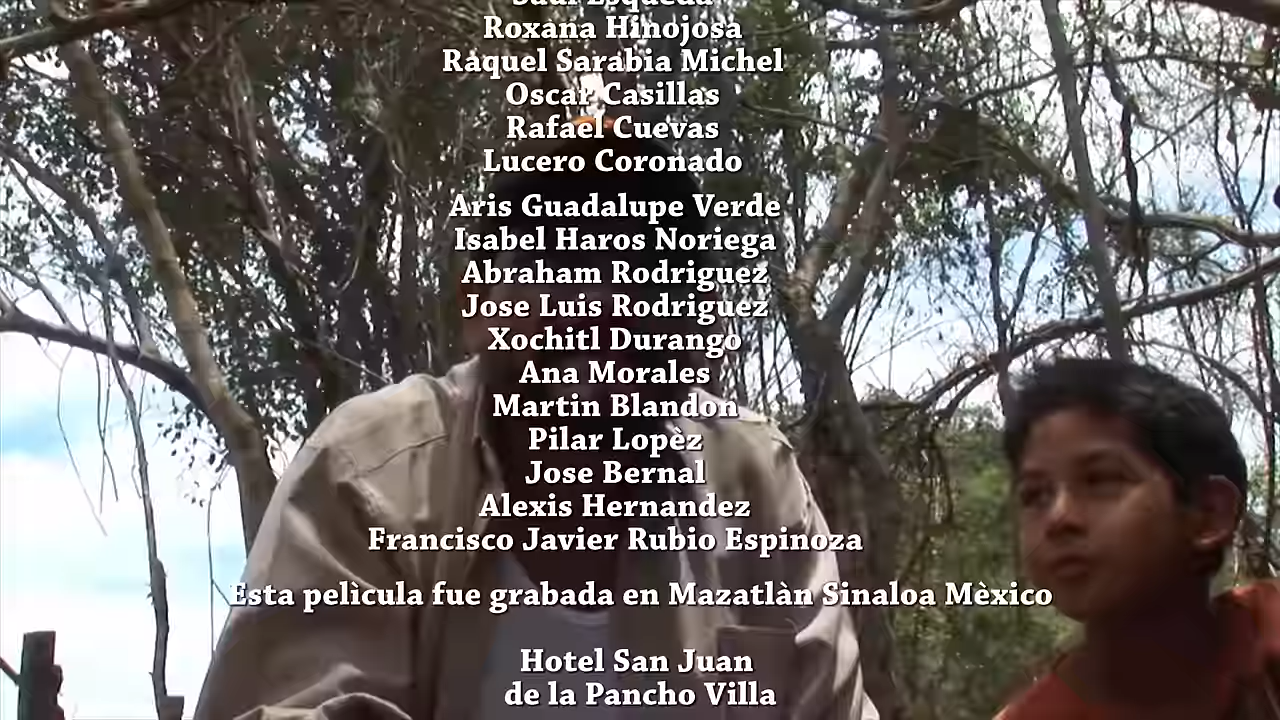 Roxana Hinojosa
Raquel Sarabia Michel
Oscar Casillas
Rafael Cuevas
Lucero Coronado
Aris Guadalupe Verde
Isabel Haros Noriega
Abraham Rodriguez
Jose Luis Rodriguez
Xochitl Durango
Ana Morales
Martin Blandon
Pilar Lopèz
Jose Bernal
Alexis Hernandez
Francisco Javier Rubio Espinoza
Esta pelìcula fue grabada en Mazatlàn Sinaloa Mèxico
Hotel San Juan
de la Pancho Villa